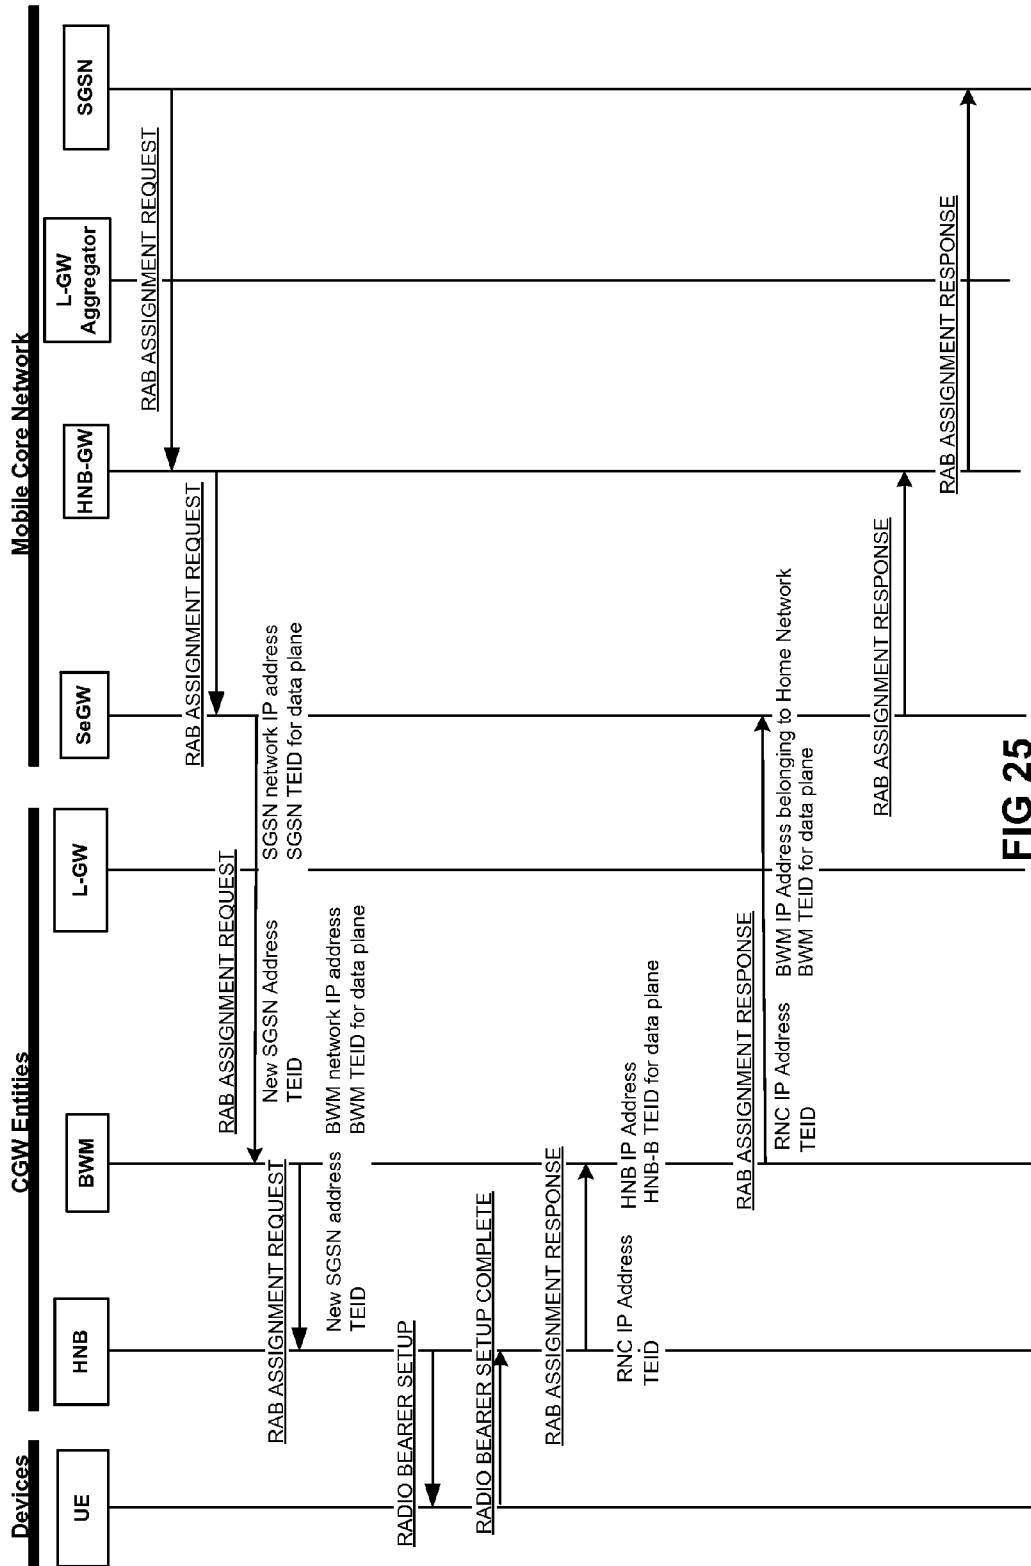 Devices
CGW Entities
Mobile Core Network
UE
HNB
BWM
L-GW
SeGW
HNB-GW
L-GW
Aggregator
SGSN
RAB ASSIGNMENT REQUEST
RAB ASSIGNMENT REQUEST
RAB ASSIGNMENT REQUEST
New SGSN Address
TEID
SGSN network IP address
SGSN TEID for data plane
RAB ASSIGNMENT REQUEST
New SGSN address
TEID
BWM network IP address
BWM TEID for data plane
RADIO BEARER SETUP
RADIO BEARER SETUP COMPLETE
RAB ASSIGNMENT RESPONSE
RNC IP Address
TEID
HNB IP Address
HNB-B TEID for data plane
RAB ASSIGNMENT RESPONSE
RNC IP Address
TEID
BWM IP Address belonging to Home Network
BWM TEID for data plane
RAB ASSIGNMENT RESPONSE
RAB ASSIGNMENT RESPONSE
FIG 25